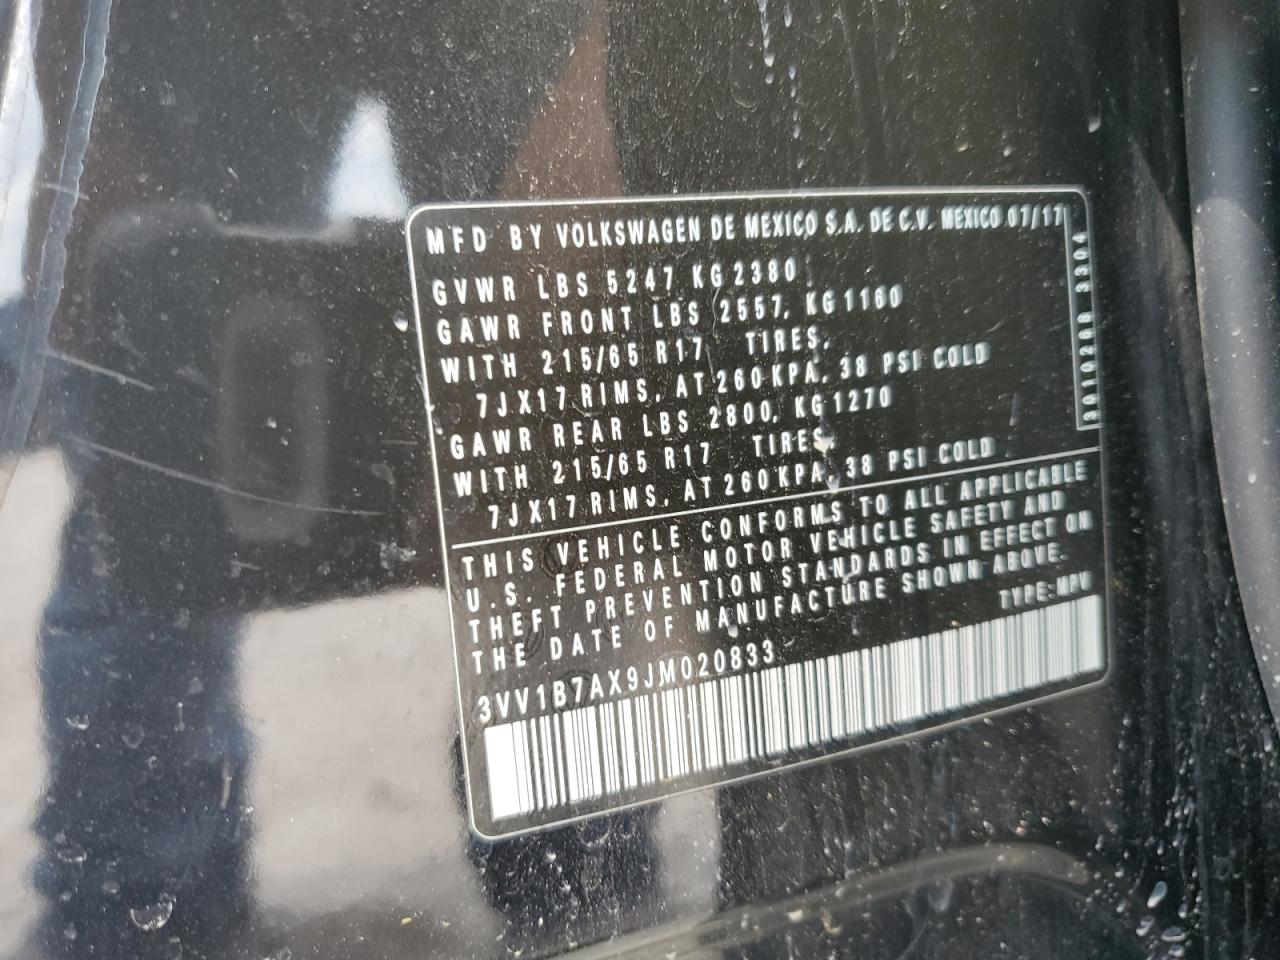 MFD BY VOLKSWAGEN DE MEXICO S.A. DE C.V. MEXICO 07/17
GVWR LBS 5247 KG 2380
GAWR FRONT LBS 2557, KG 1160
WITH 215/65 R17 TIRES,
7JX17 RIMS, AT 260 KPA, 38 PSI COLD
GAWR REAR LBS 2800, KG 1270
WITH 215/65 R17 TIRES,
7JX17 RIMS, AT 260 KPA, 38 PSI COLD
THIS VEHICLE CONFORMS TO ALL APPLICABLE
U.S. FEDERAL MOTOR VEHICLE SAFETY AND
THEFT PREVENTION STANDARDS IN EFFECT ON
THE DATE OF MANUFACTURE SHOWN ABOVE.
TYPE: MPV
3VV1B7AX9JM020833